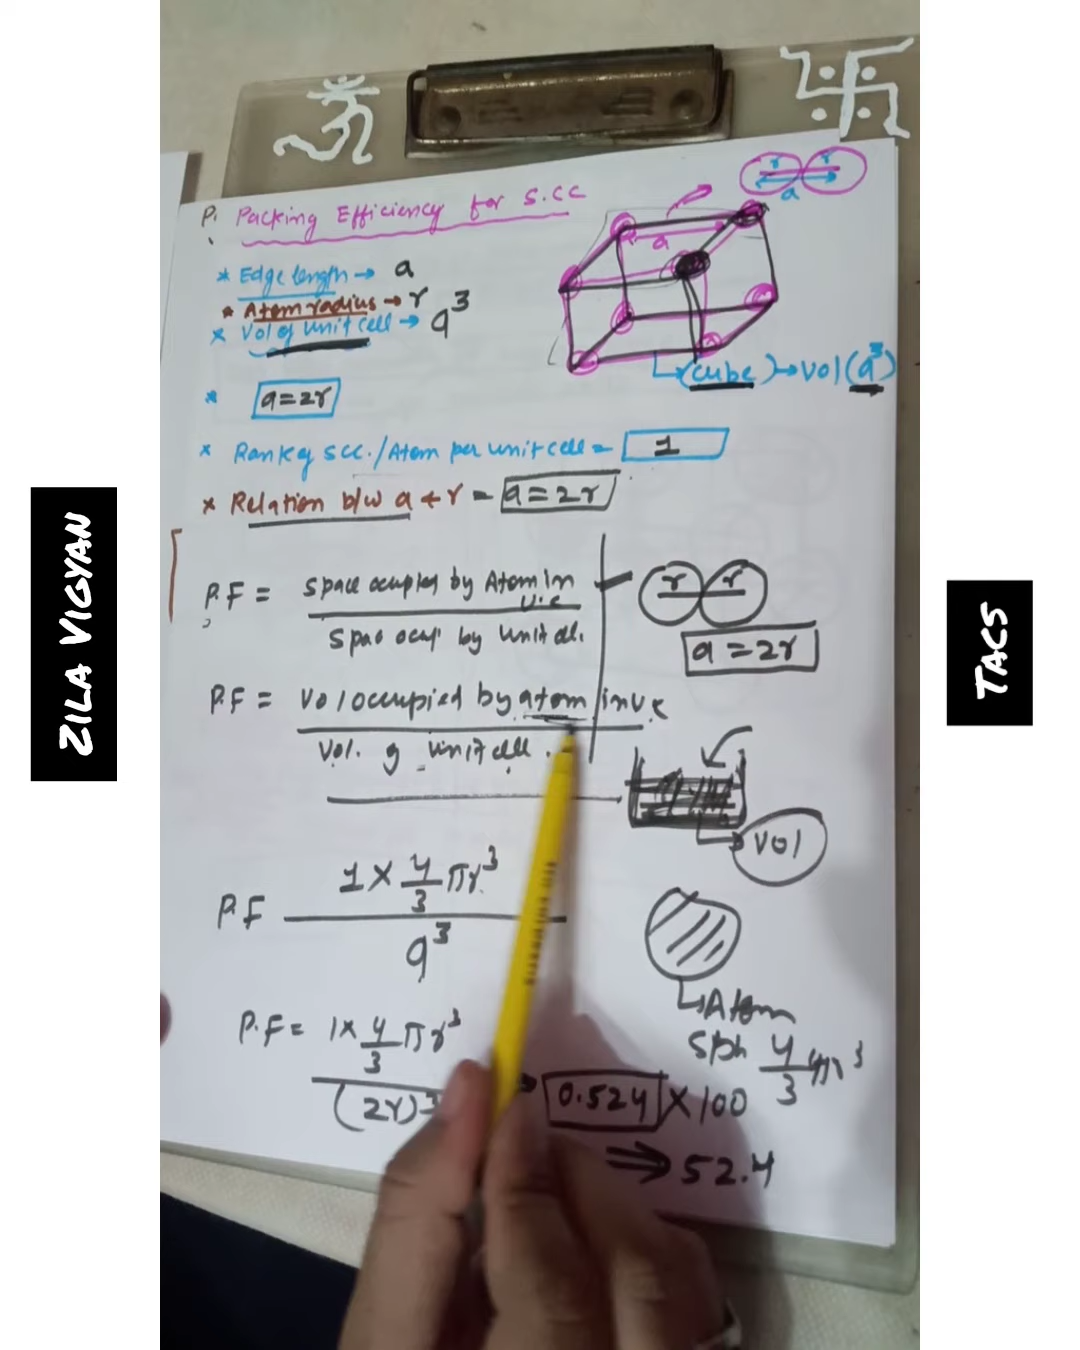 ॐ
卐
P. Packing Efficiency for S.CC
r r
a
* Edge length → a
* Atom radius → r
* Vol of Unit cell → a³
a
(cube) → vol (a³)
* a=2r
* Rank of SCC. / Atom per unit cell = 1
* Relation b/w a & r = a = 2r
P.F = Space occupied by Atom in U.C
Spac occup by Unit cell.
r r
a = 2r
P.F = Vol occupied by atom in u.c
Vol. of unit cell.
Vol
P.F 1 × 4/3 πr³
a³
Atom
Sph 4/3 πr³
P.F = 1 × 4/3 πr³
(2r)³
0.524 × 100
⇒ 52.4
ZILA VIGYAN
TACS